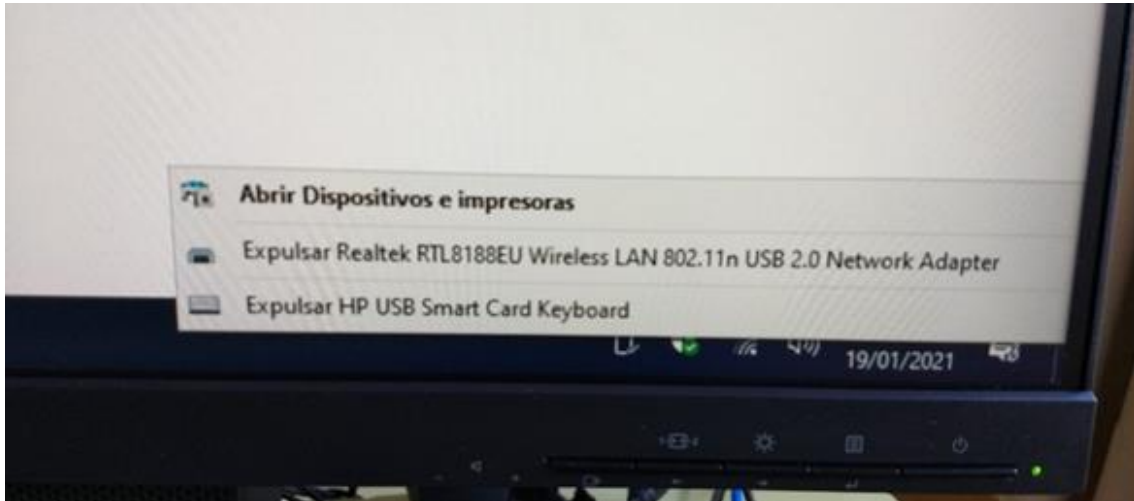 Abrir Dispositivos e impresoras
Expulsar Realtek RTL8188EU Wireless LAN 802.11n USB 2.0 Network Adapter
Expulsar HP USB Smart Card Keyboard
19/01/2021